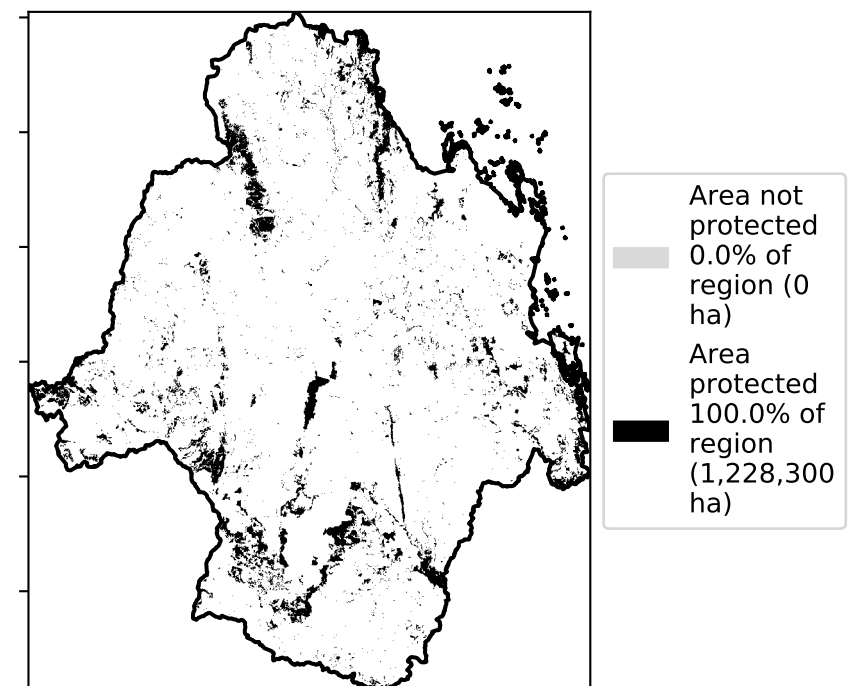 Area not
protected
0.0% of
region (0
ha)
Area
protected
100.0% of
region
(1,228,300
ha)